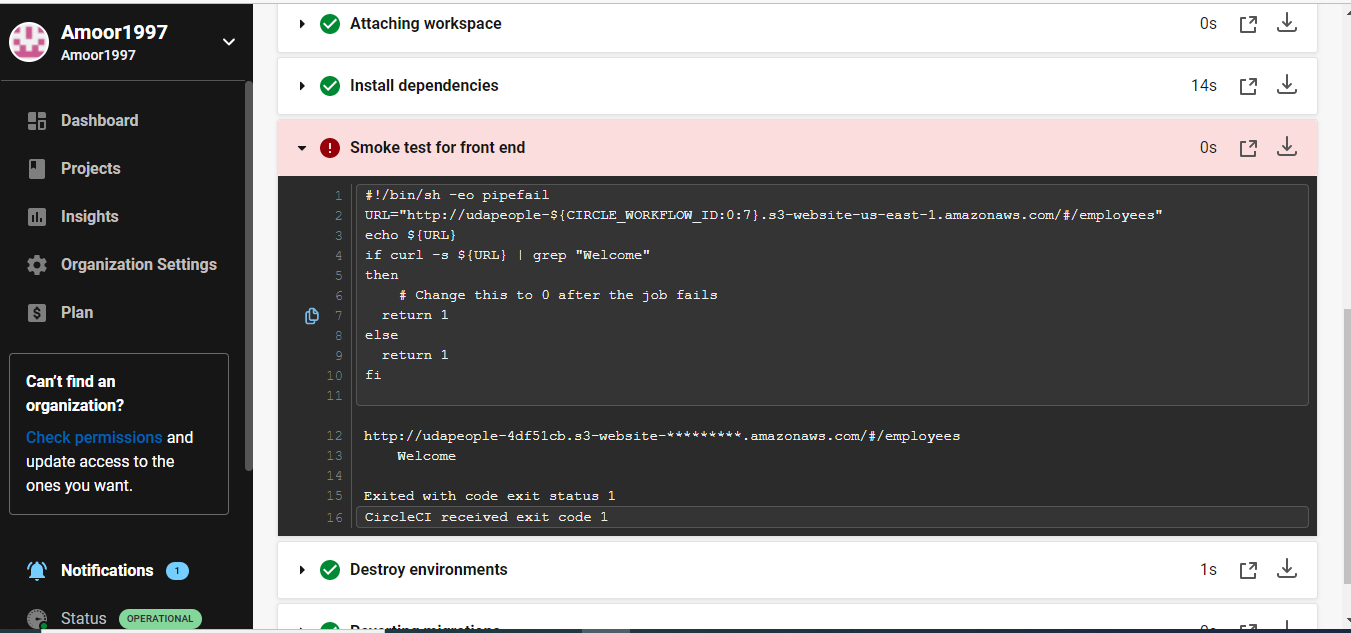 Amoor1997
Amoor1997
Dashboard
Projects
Insights
Organization Settings
Plan
Can't find an
organization?
Check permissions and
update access to the
ones you want.
Notifications 1
Status OPERATIONAL
Attaching workspace 0s
Install dependencies 14s
Smoke test for front end 0s
1 #!/bin/sh -eo pipefail
2 URL="http://udapeople-${CIRCLE_WORKFLOW_ID:0:7}.s3-website-us-east-1.amazonaws.com/#/employees"
3 echo ${URL}
4 if curl -s ${URL} | grep "Welcome"
5 then
6 # Change this to 0 after the job fails
7 return 1
8 else
9 return 1
10 fi
11
12 http://udapeople-4df51cb.s3-website-*********.amazonaws.com/#/employees
13 Welcome
14
15 Exited with code exit status 1
16 CircleCI received exit code 1
Destroy environments 1s
Reverting migrations 0s